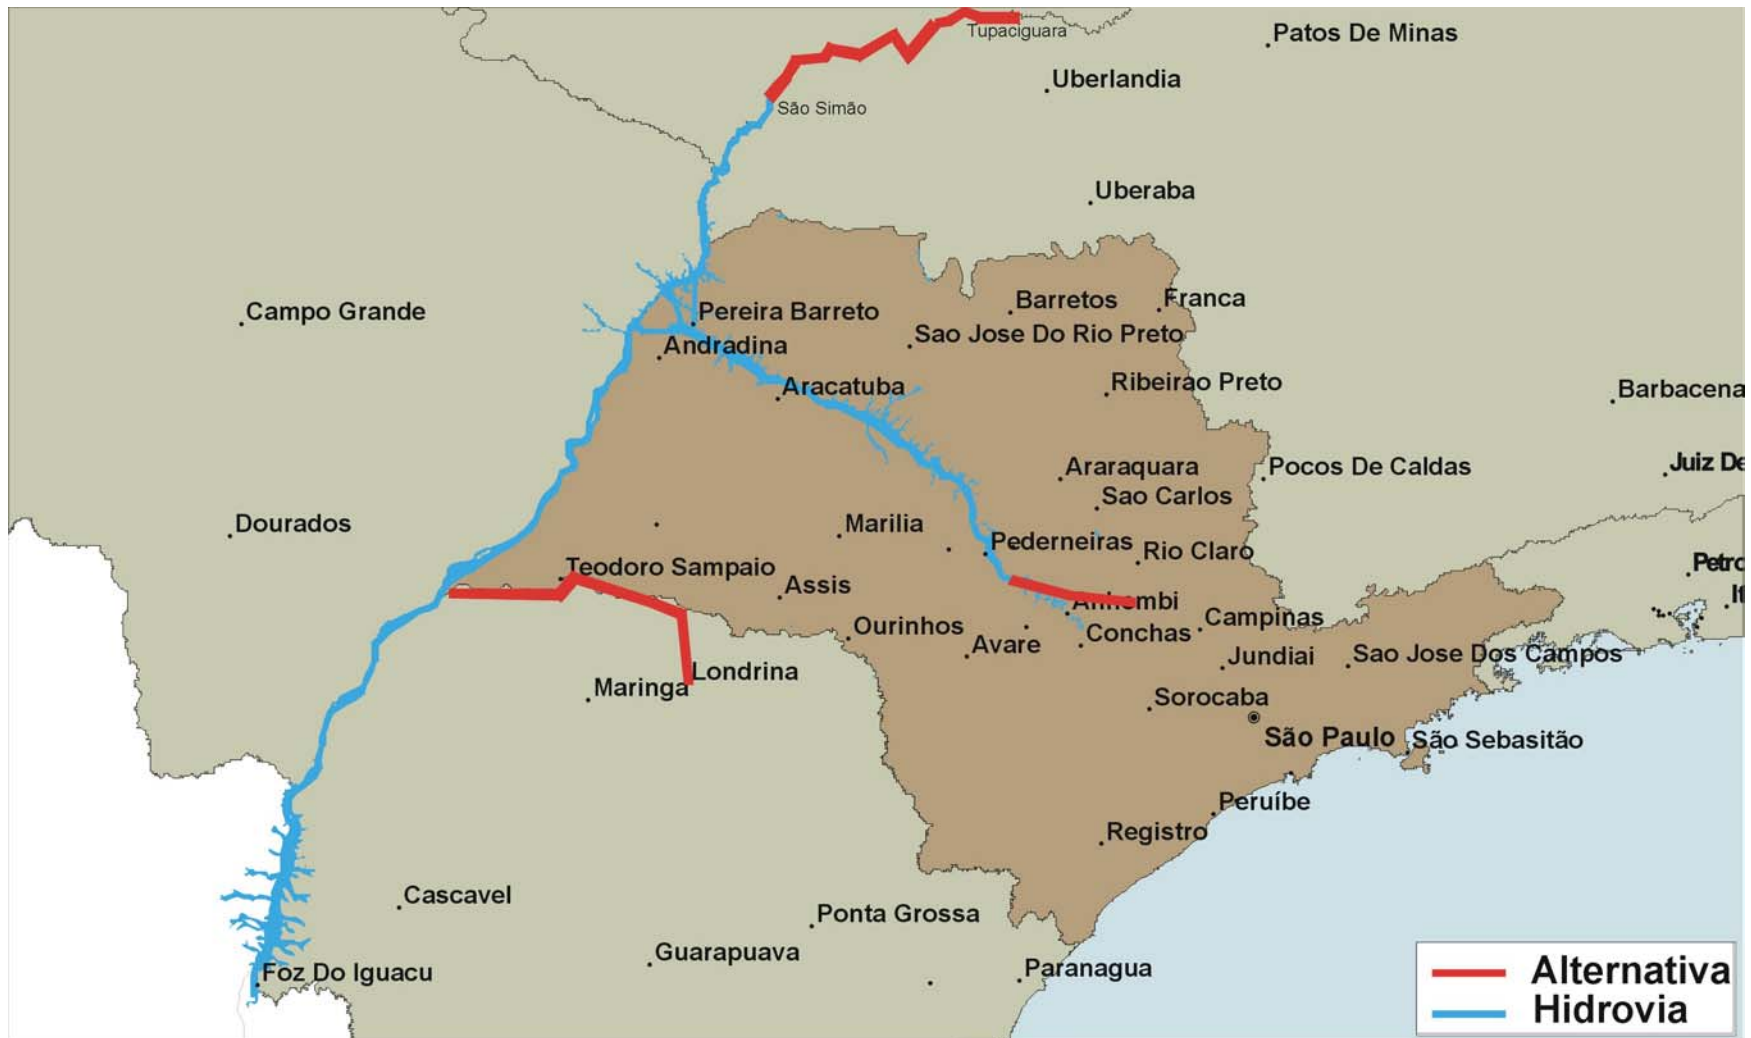 Tupaciguara
Patos De Minas
Uberlandia
São Simão
Uberaba
Campo Grande
Pereira Barreto
Barretos
Franca
Sao Jose Do Rio Preto
Andradina
Aracatuba
Ribeirao Preto
Barbacena
Araraquara
Pocos De Caldas
Juiz De
Sao Carlos
Dourados
Marilia
Pederneiras
Rio Claro
Teodoro Sampaio
Assis
Petro
Anhembi
Campinas
Ourinhos
Avare
Conchas
Jundiai
Sao Jose Dos Campos
Londrina
Maringa
Sorocaba
São Paulo
São Sebasitão
Peruíbe
Registro
Cascavel
Ponta Grossa
Guarapuava
Paranagua
Foz Do Iguacu
Alternativa
Hidrovia